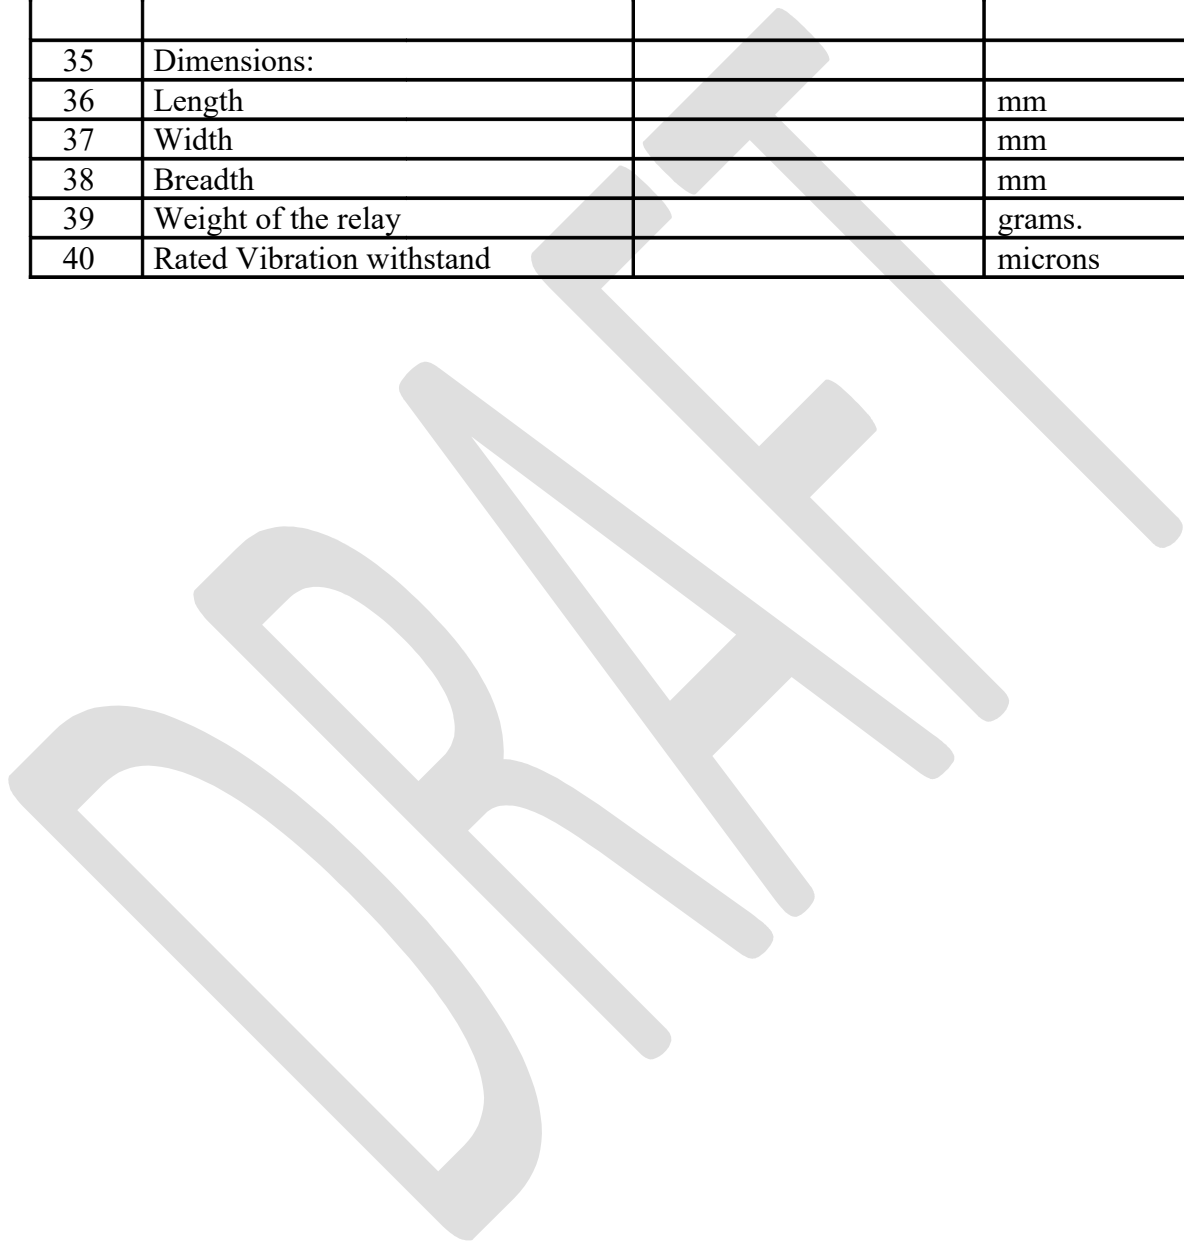 35 Dimensions:
36 Length mm
37 Width mm
38 Breadth mm
39 Weight of the relay grams.
40 Rated Vibration withstand microns
DRAFT